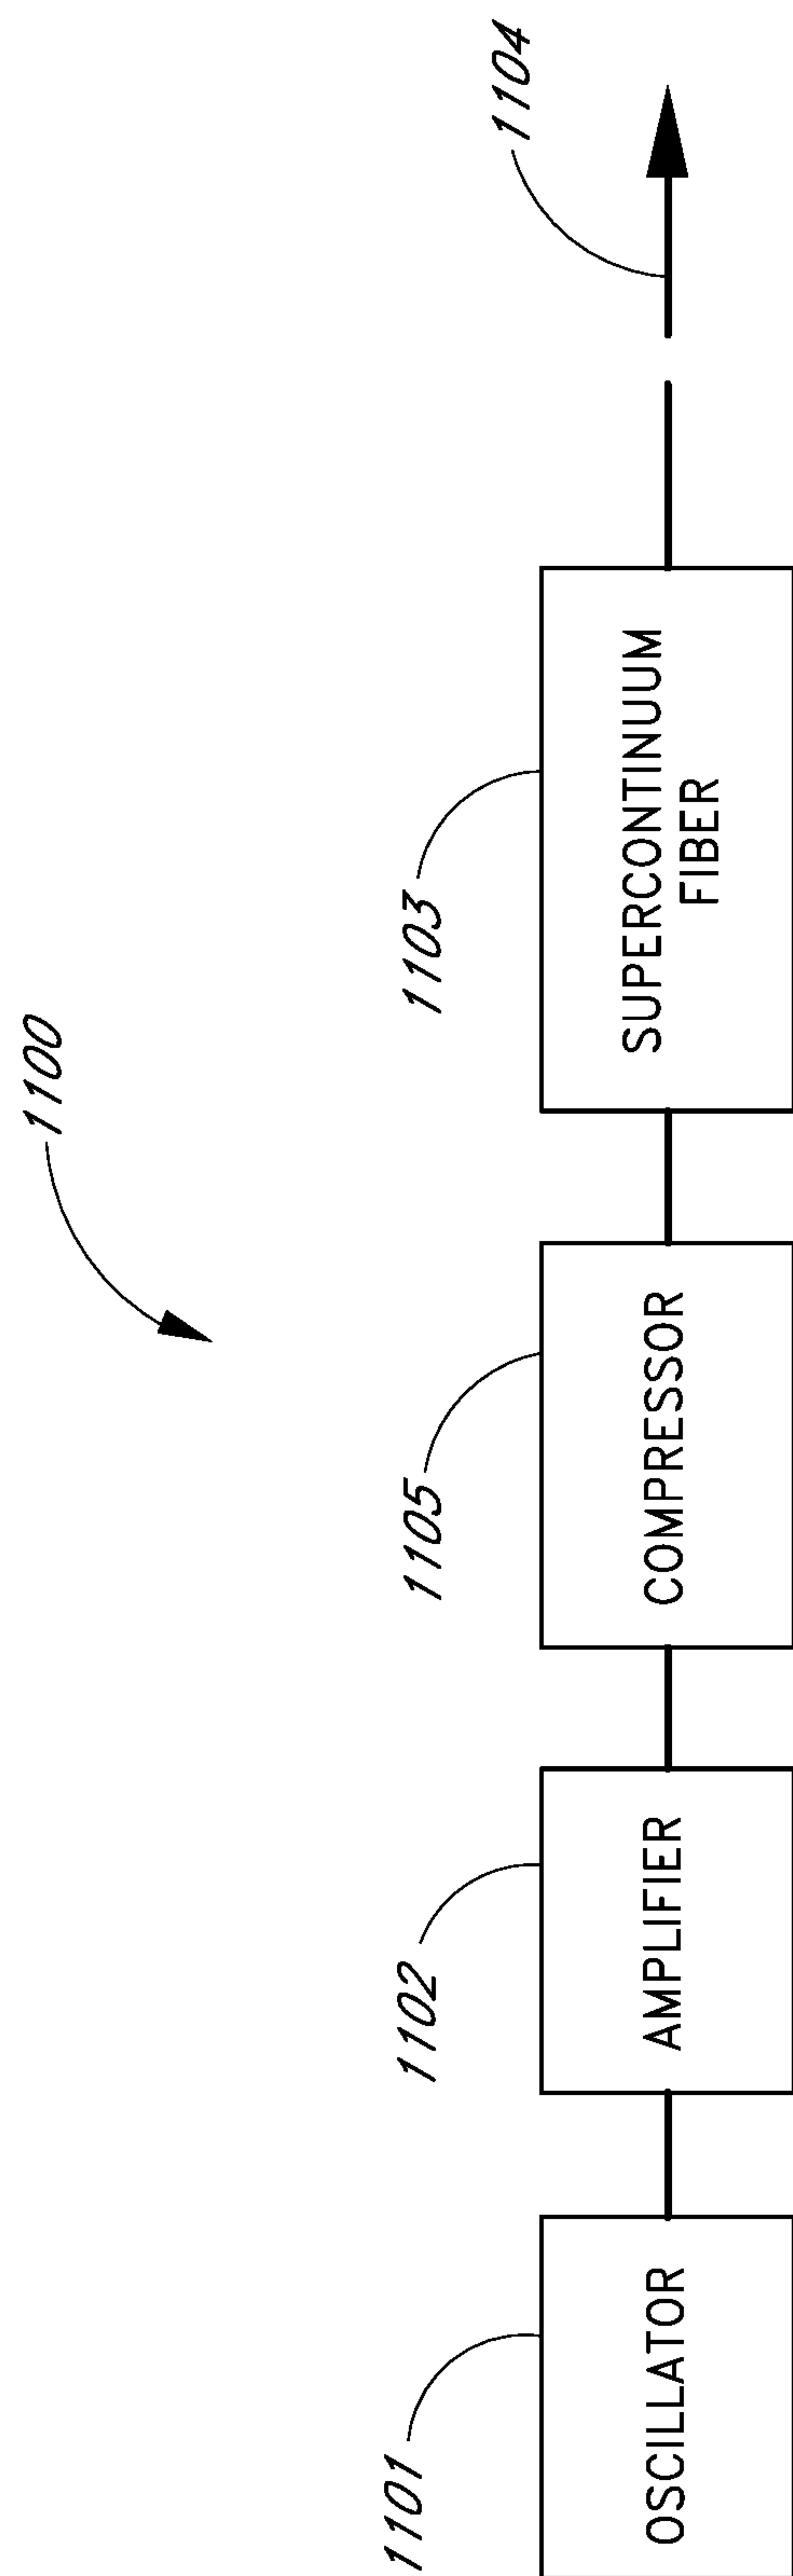 1100
1101
1102
1105
1103
1104
OSCILLATOR
AMPLIFIER
COMPRESSOR
SUPERCONTINUUM
FIBER